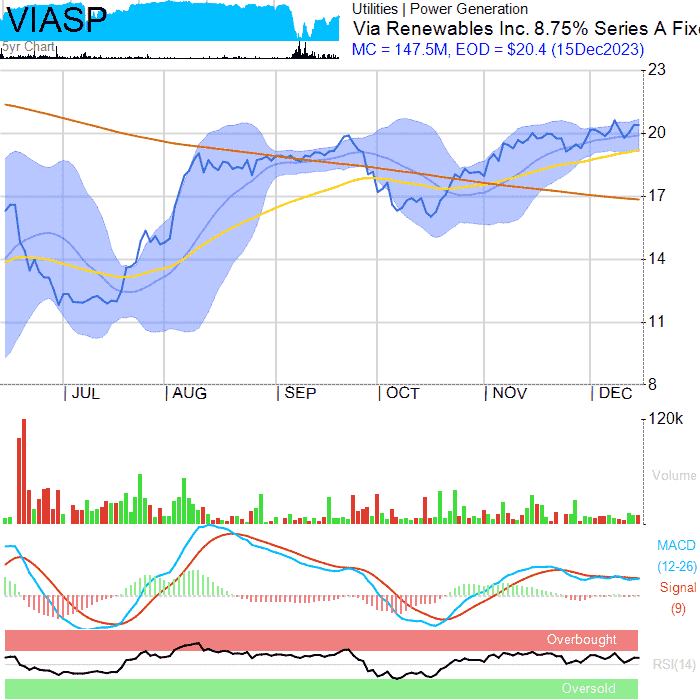 VIASP
5yr Chart
Utilities | Power Generation
Via Renewables Inc. 8.75% Series A Fixe
MC = 147.5M, EOD = $20.4 (15Dec2023)
23
20
17
14
11
8
JUL
AUG
SEP
OCT
NOV
DEC
120k
Volume
MACD
(12-26)
Signal
(9)
Overbought
RSI(14)
Oversold